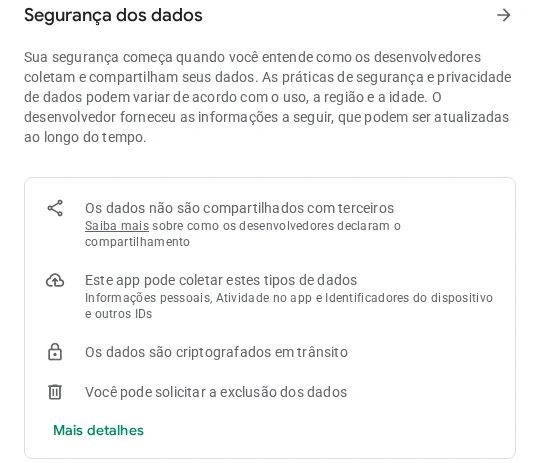 Segurança dos dados
Sua segurança começa quando você entende como os desenvolvedores
coletam e compartilham seus dados. As práticas de segurança e privacidade
de dados podem variar de acordo com o uso, a região e a idade. O
desenvolvedor forneceu as informações a seguir, que podem ser atualizadas
ao longo do tempo.
Os dados não são compartilhados com terceiros
Saiba mais sobre como os desenvolvedores declaram o
compartilhamento
Este app pode coletar estes tipos de dados
Informações pessoais, Atividade no app e Identificadores do dispositivo
e outros IDs
Os dados são criptografados em trânsito
Você pode solicitar a exclusão dos dados
Mais detalhes